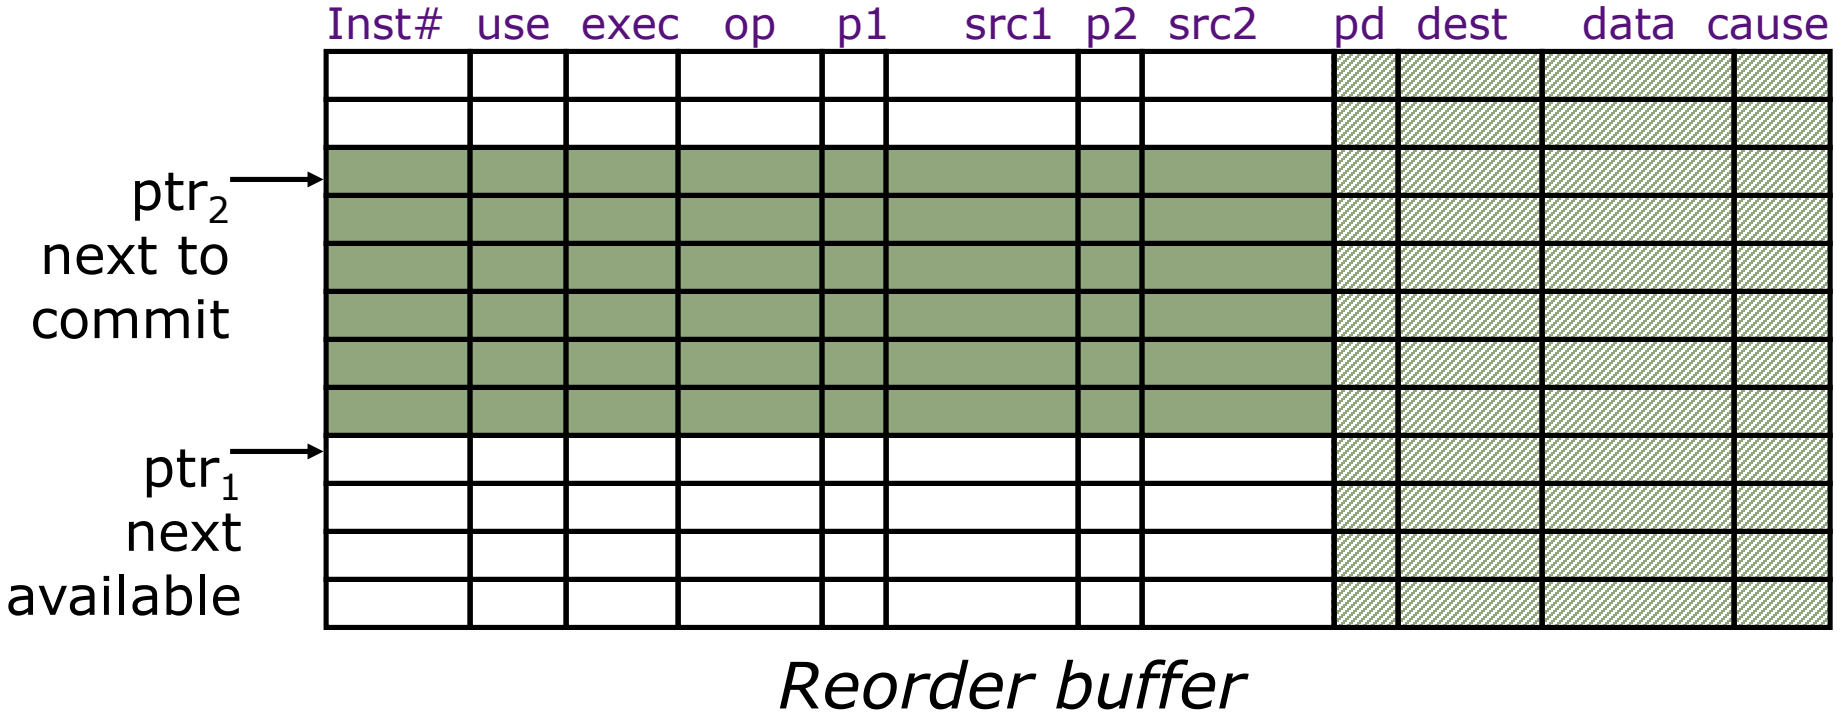 Inst# use exec op p1 src1 p2 src2 pd dest data cause
ptr₂
next to
commit
ptr₁
next
available
Reorder buffer